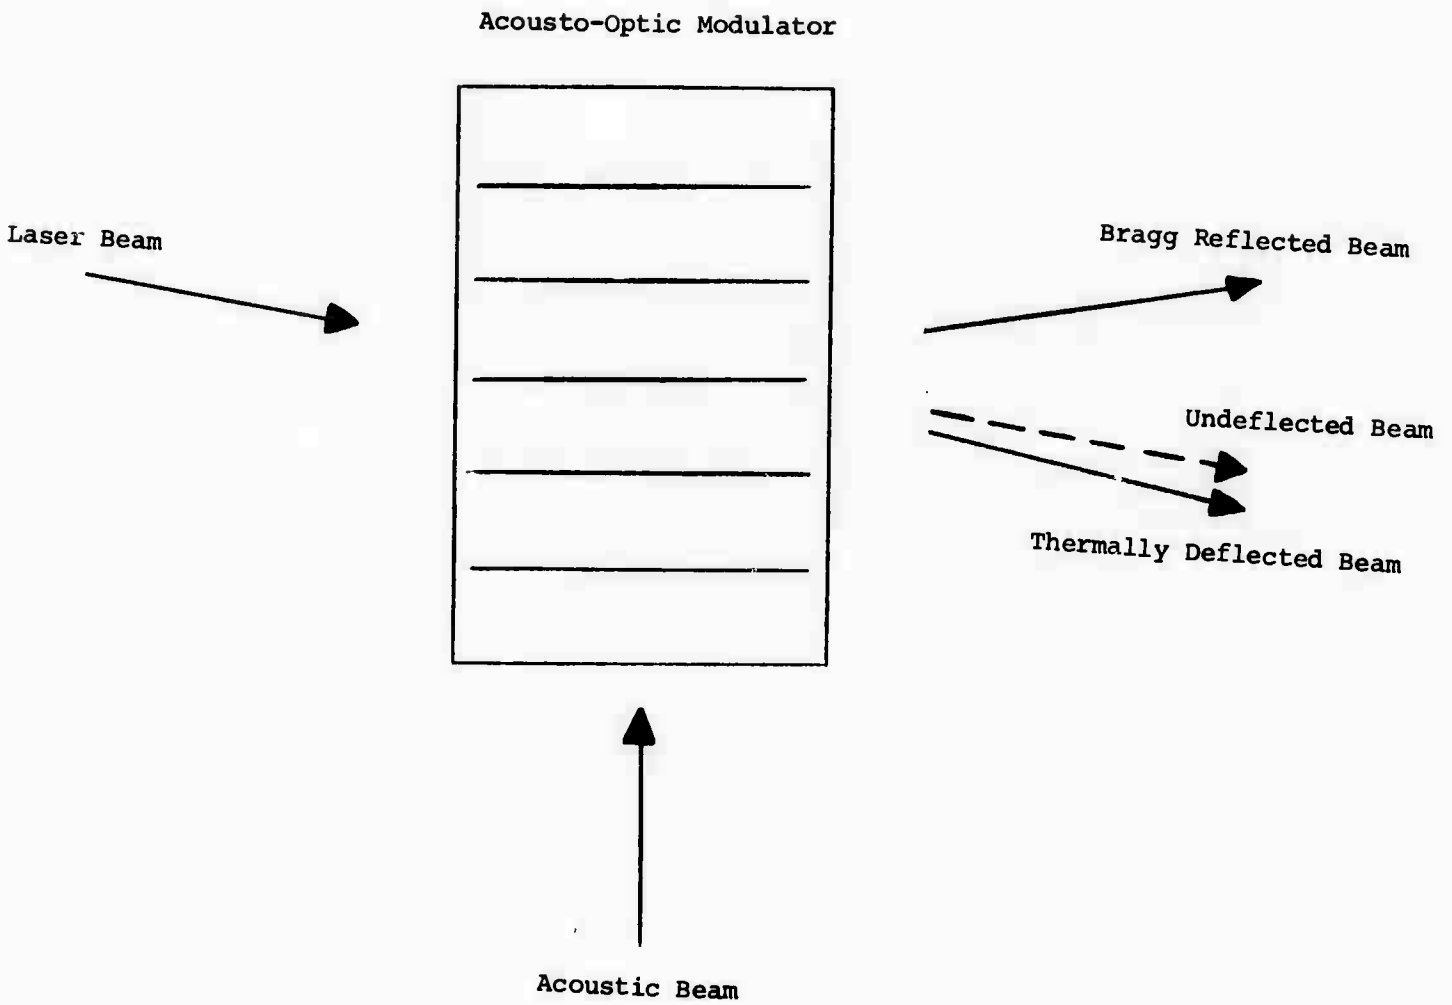 Acousto-Optic Modulator
Laser Beam
Bragg Reflected Beam
Undeflected Beam
Thermally Deflected Beam
Acoustic Beam